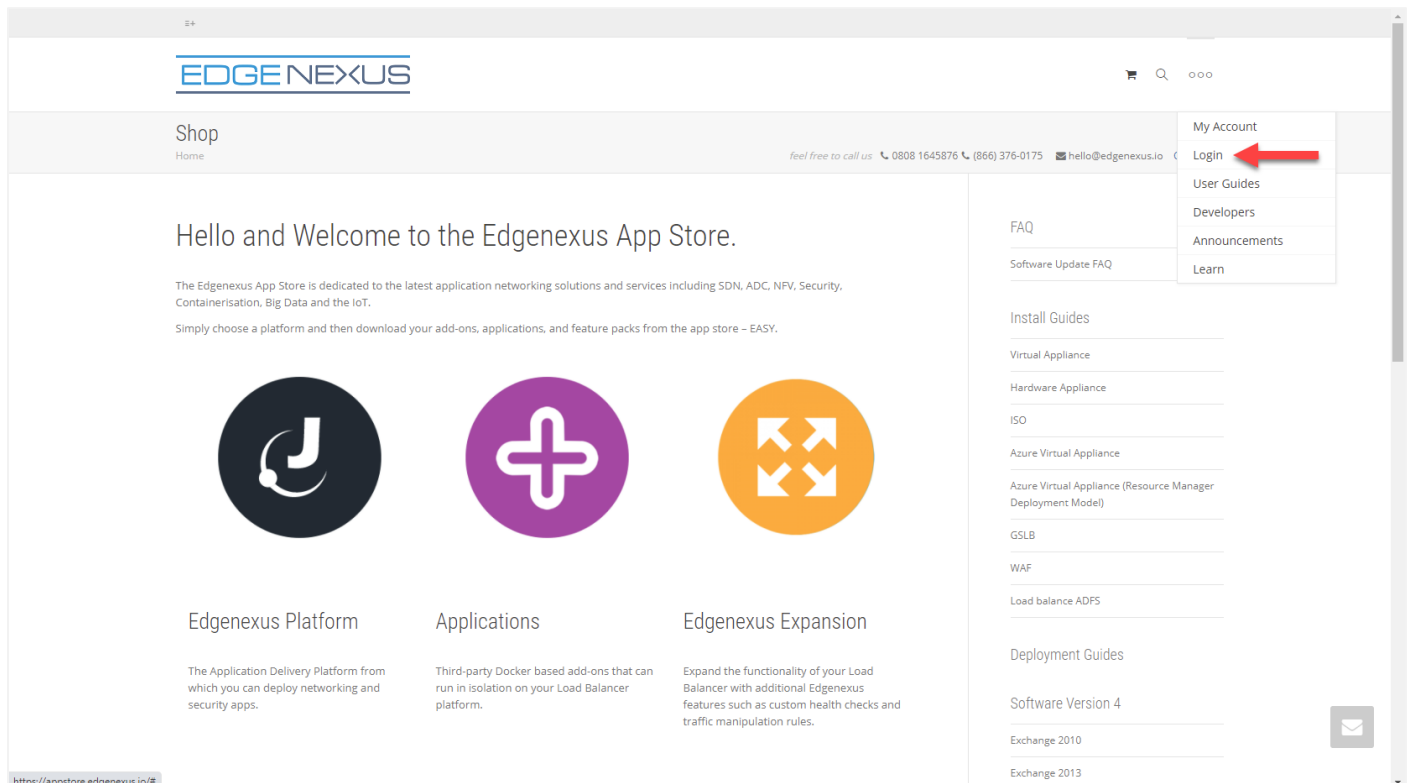 EDGENEXUS
Shop
Home
feel free to call us 0808 1645876 (866) 376-0175 hello@edgenexus.io
My Account
Login
User Guides
Developers
Announcements
Learn
Hello and Welcome to the Edgenexus App Store.
The Edgenexus App Store is dedicated to the latest application networking solutions and services including SDN, ADC, NFV, Security,
Containerisation, Big Data and the IoT.
Simply choose a platform and then download your add-ons, applications, and feature packs from the app store – EASY.
Edgenexus Platform
The Application Delivery Platform from
which you can deploy networking and
security apps.
Applications
Third-party Docker based add-ons that can
run in isolation on your Load Balancer
platform.
Edgenexus Expansion
Expand the functionality of your Load
Balancer with additional Edgenexus
features such as custom health checks and
traffic manipulation rules.
FAQ
Software Update FAQ
Install Guides
Virtual Appliance
Hardware Appliance
ISO
Azure Virtual Appliance
Azure Virtual Appliance (Resource Manager
Deployment Model)
GSLB
WAF
Load balance ADFS
Deployment Guides
Software Version 4
Exchange 2010
Exchange 2013
https://appstore.edgenexus.io/#